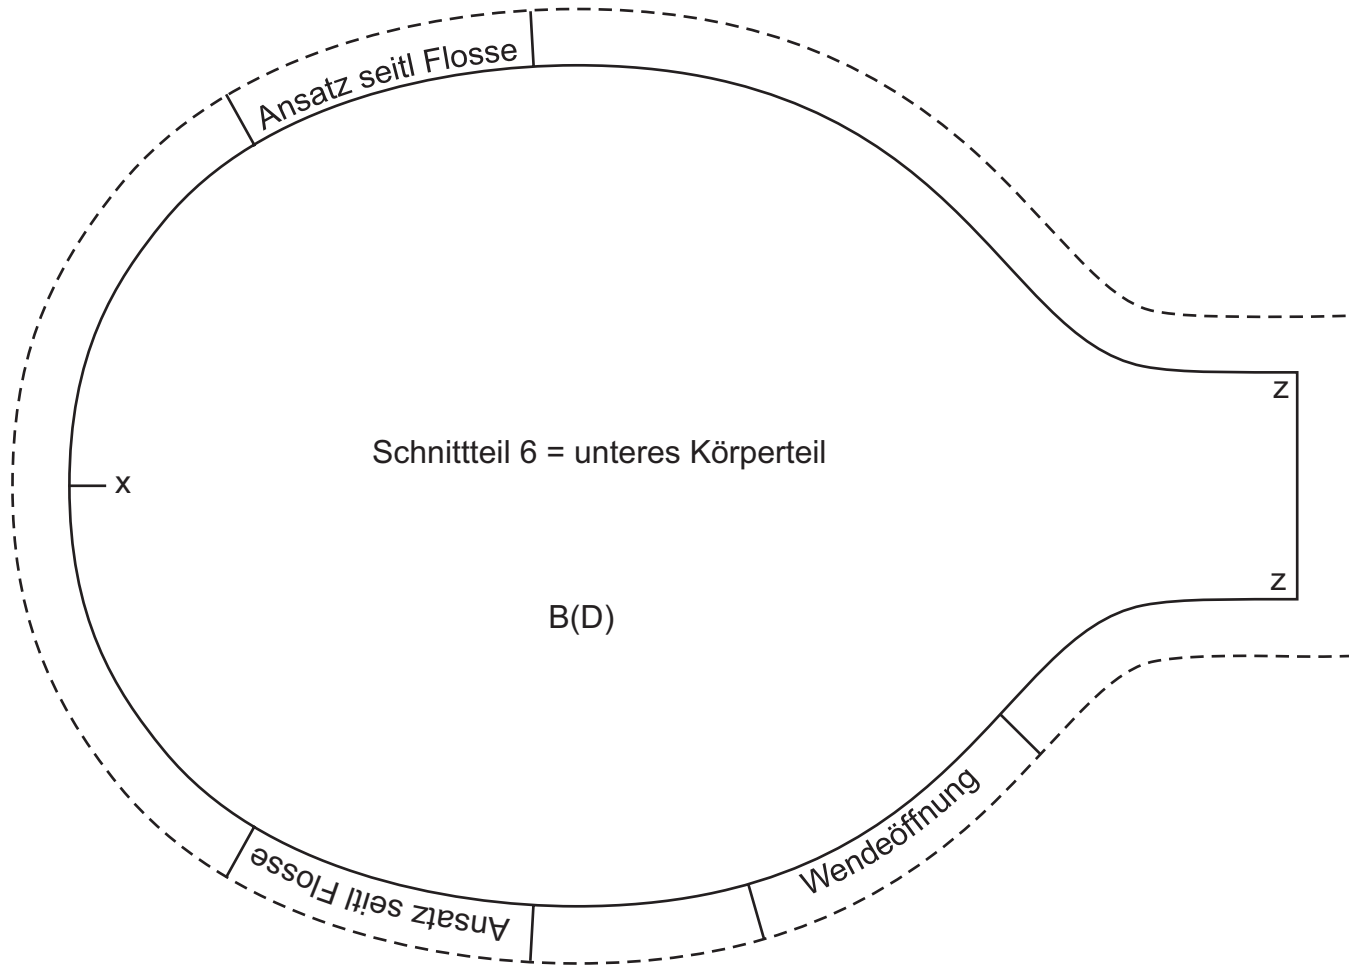 Ansatz seitl Flosse
z
Schnittteil 6 = unteres Körperteil
x
z
B(D)
Wendeöffnung
Ansatz seitl Flosse